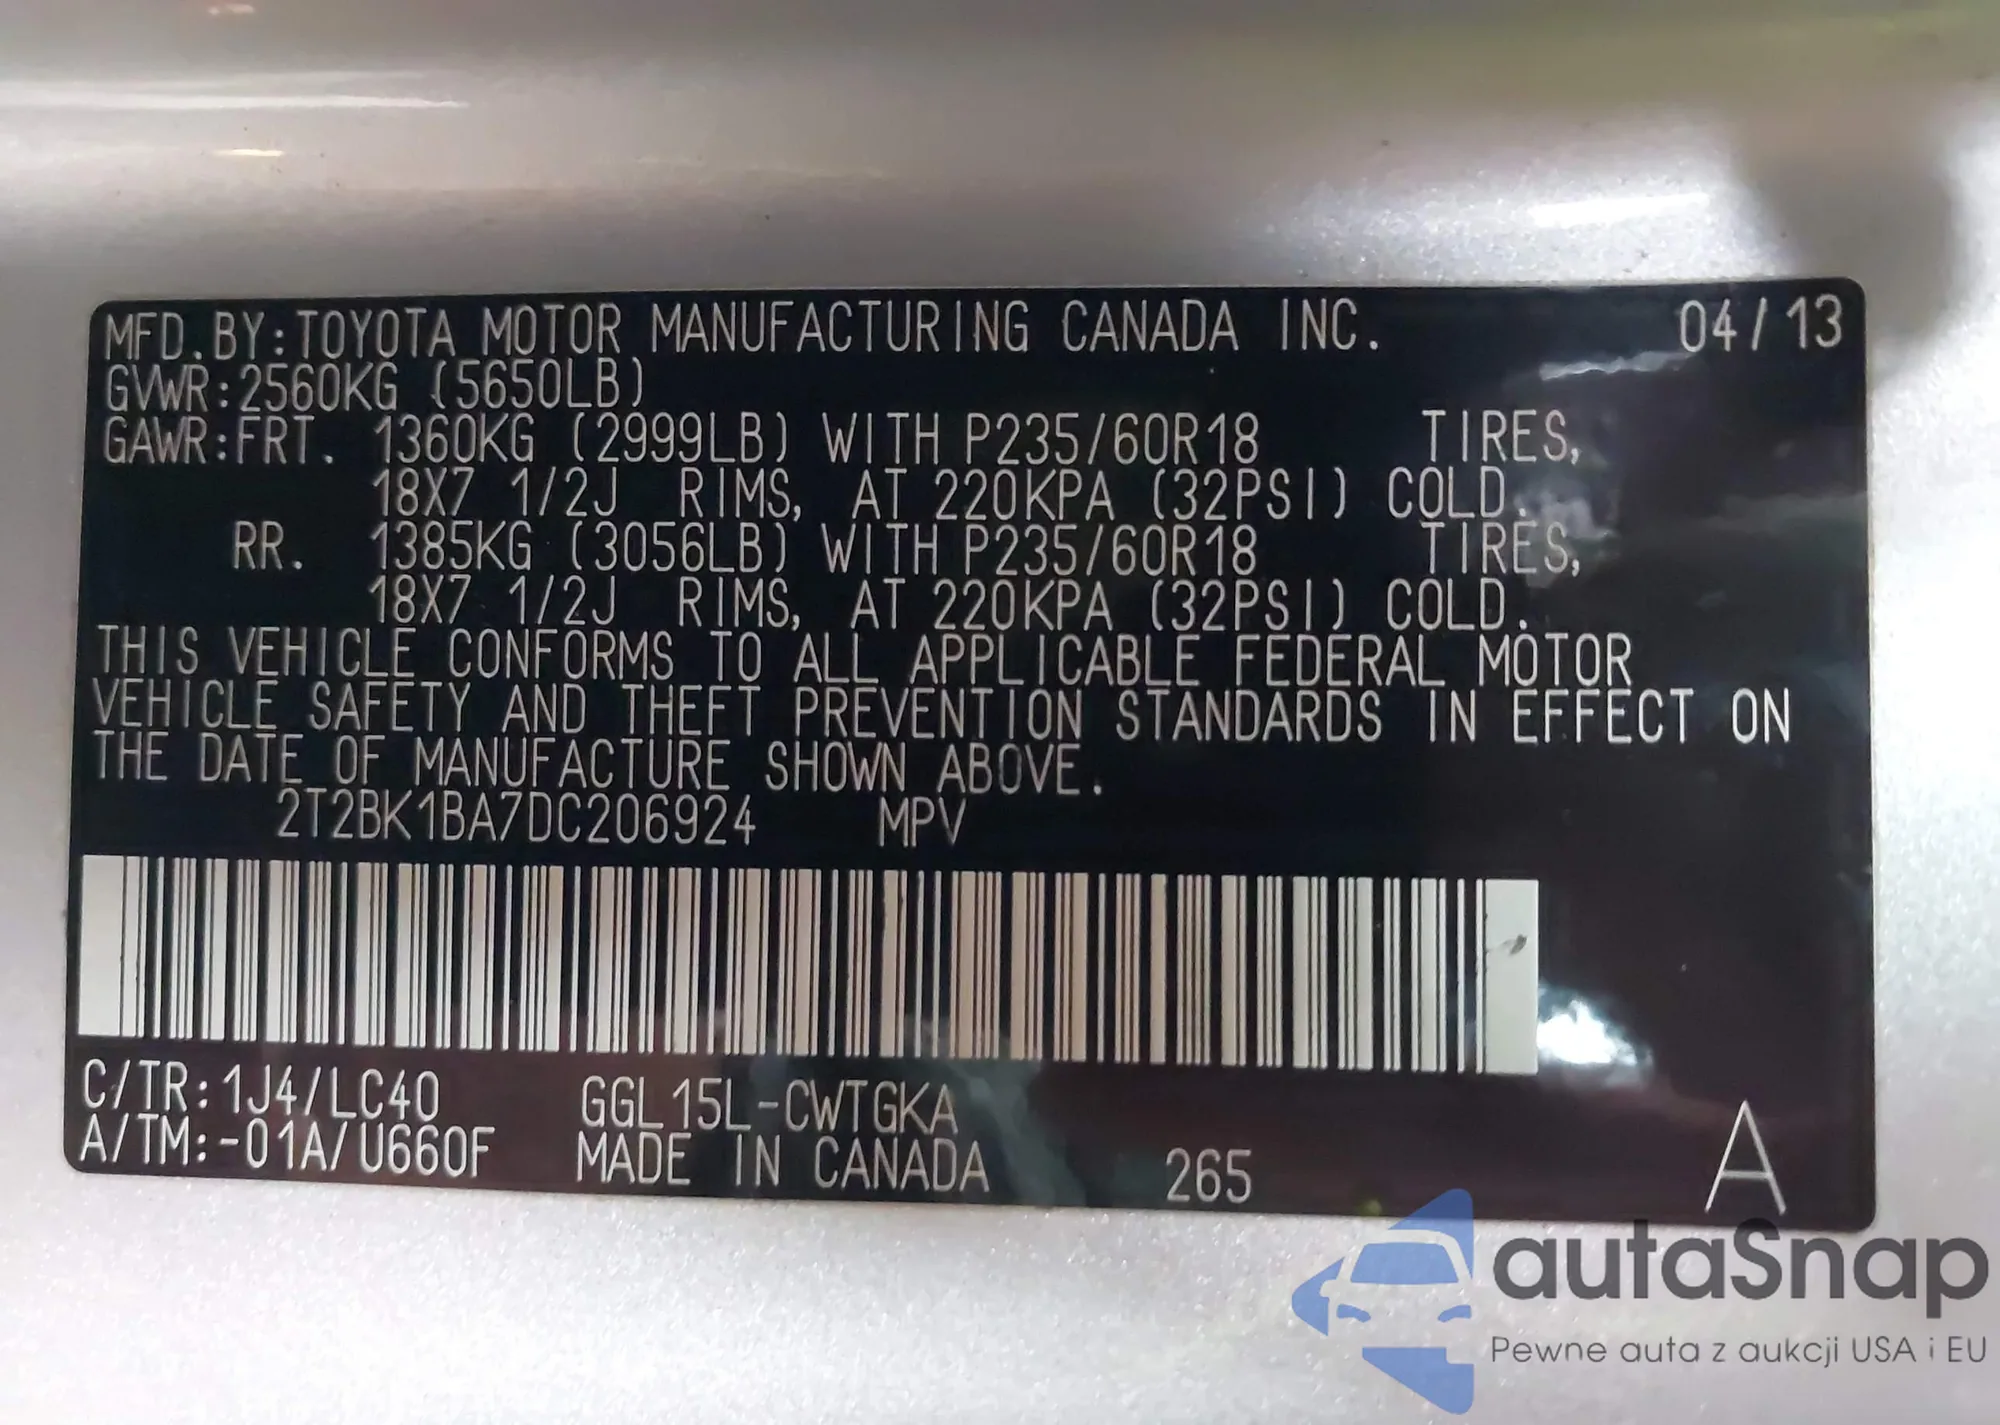 MFD. BY: TOYOTA MOTOR MANUFACTURING CANADA INC. 04/13
GVWR: 2560KG (5650LB)
GAWR: FRT. 1360KG (2999LB) WITH P235/60R18 TIRES,
18X7 1/2J RIMS, AT 220KPA (32PSI) COLD.
RR. 1385KG (3056LB) WITH P235/60R18 TIRES,
18X7 1/2J RIMS, AT 220KPA (32PSI) COLD.
THIS VEHICLE CONFORMS TO ALL APPLICABLE FEDERAL MOTOR
VEHICLE SAFETY AND THEFT PREVENTION STANDARDS IN EFFECT ON
THE DATE OF MANUFACTURE SHOWN ABOVE.
2T2BK1BA7DC206924 MPV
C/TR: 1J4/LC40 GGL15L-CWTGKA
A/TM: -01A/U660F MADE IN CANADA 265 A
autaSnap
Pewne auta z aukcji USA i EU